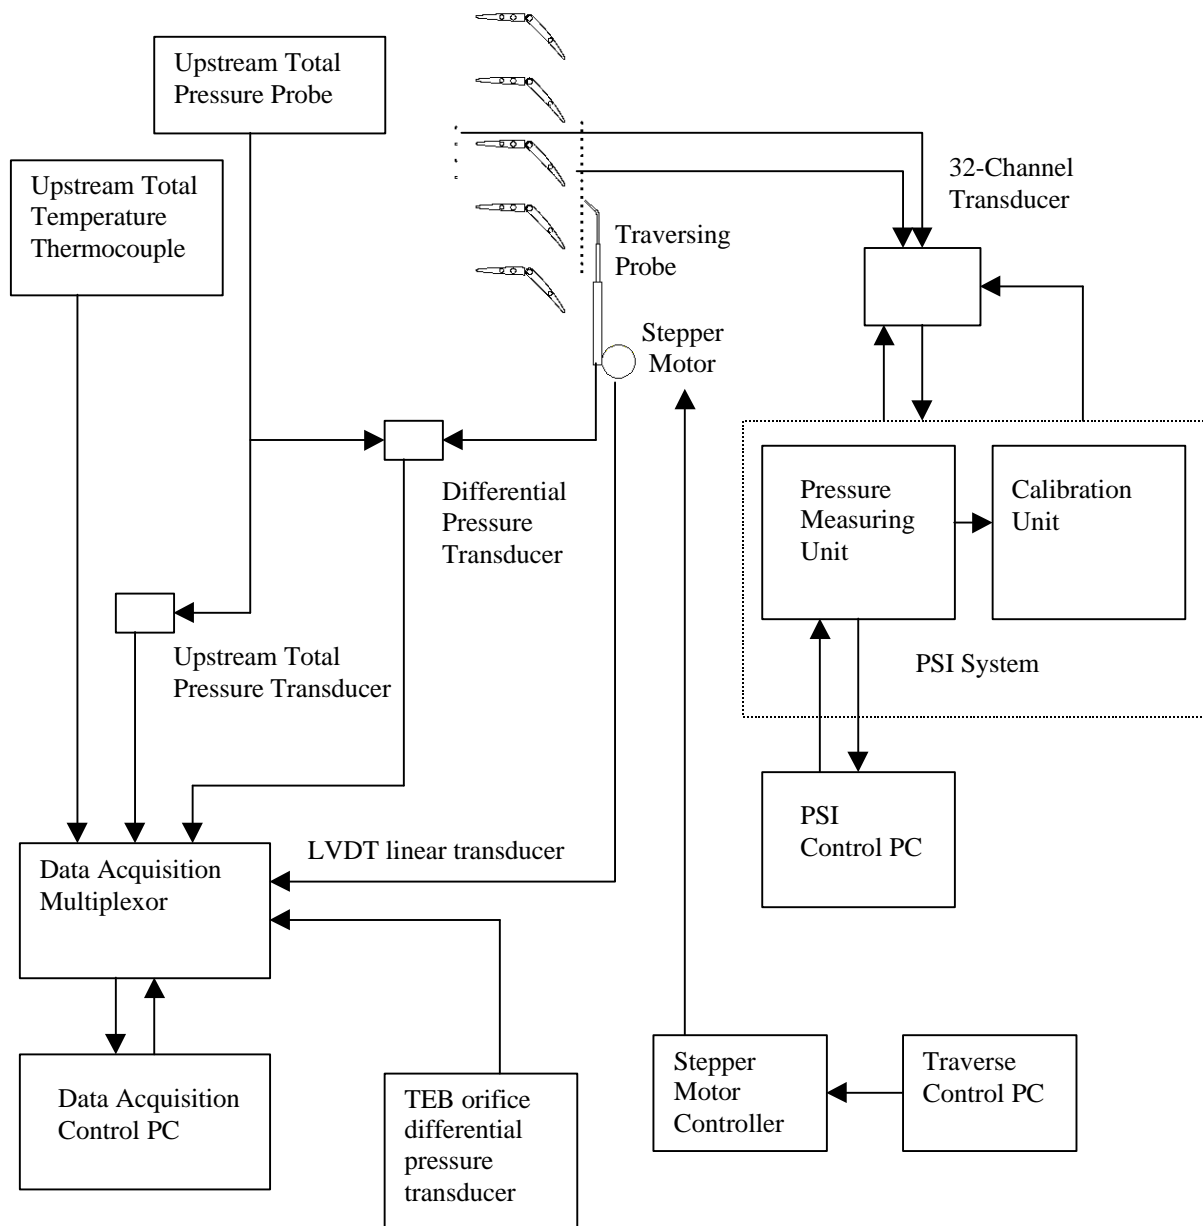 Upstream Total
Pressure Probe
Upstream Total
Temperature
Thermocouple
32-Channel
Transducer
Traversing
Probe
Stepper
Motor
Differential
Pressure
Transducer
Pressure
Measuring
Unit
Calibration
Unit
Upstream Total
Pressure Transducer
PSI System
PSI
Control PC
LVDT linear transducer
Data Acquisition
Multiplexor
Data Acquisition
Control PC
TEB orifice
differential
pressure
transducer
Stepper
Motor
Controller
Traverse
Control PC